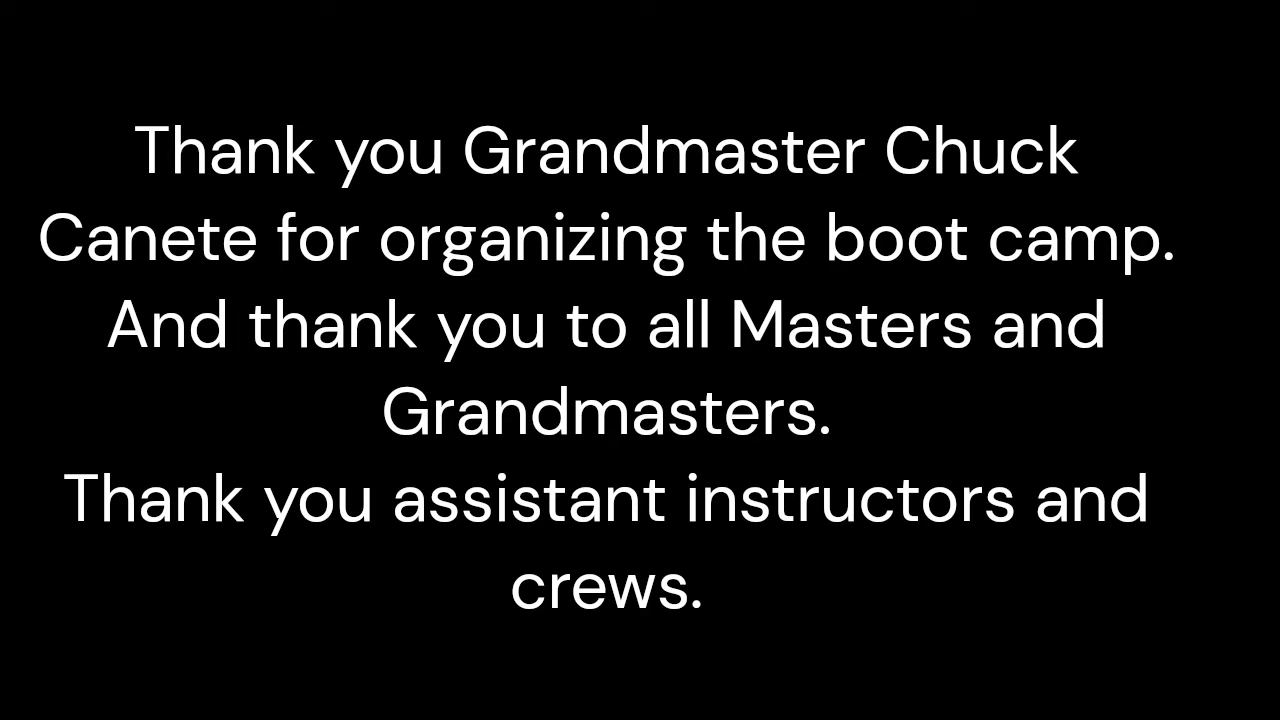 Thank you Grandmaster Chuck
Canete for organizing the boot camp.
And thank you to all Masters and
Grandmasters.
Thank you assistant instructors and
crews.